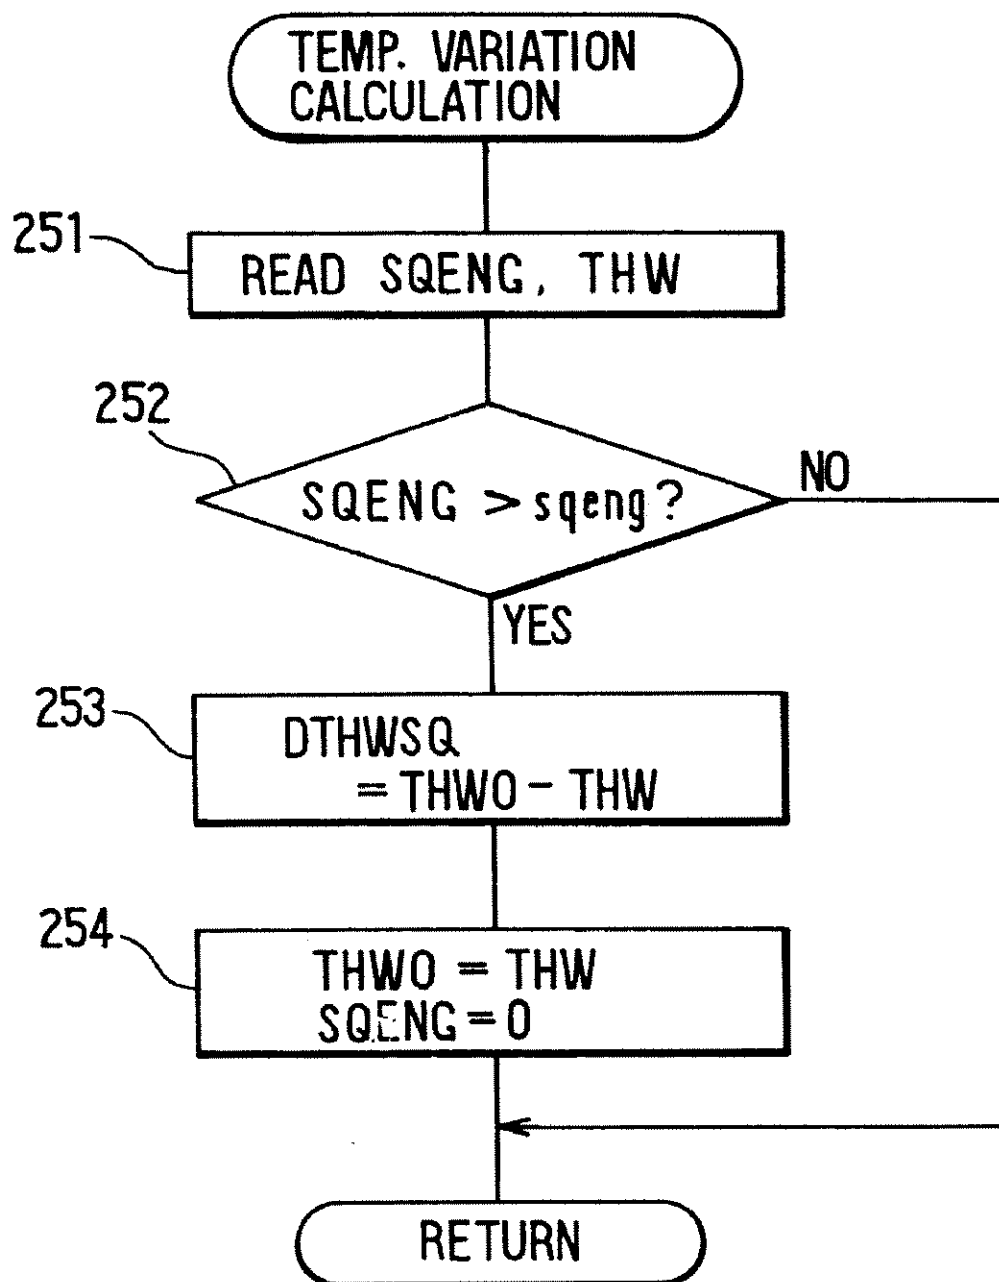 TEMP. VARIATION
CALCULATION
251
READ SQENG, THW
252
SQENG > sqeng?
NO
YES
253
DTHWSQ
= THWO - THW
254
THWO = THW
SQENG = 0
RETURN